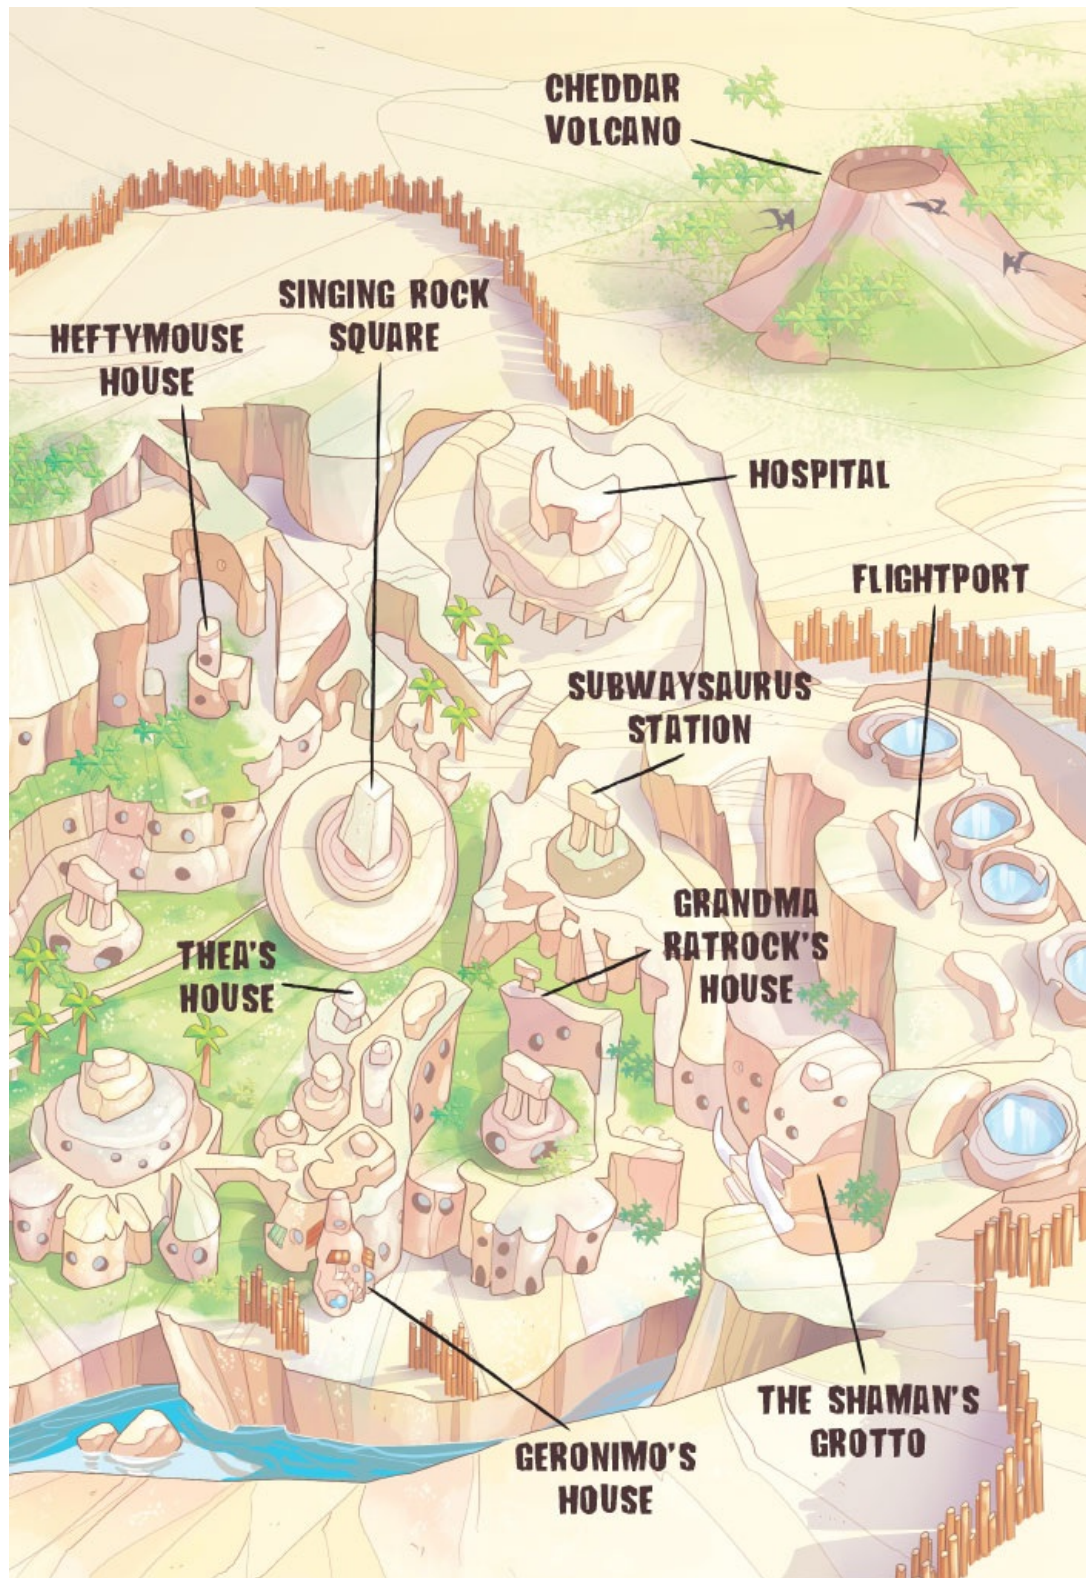 CHEDDAR
VOLCANO
SINGING ROCK
SQUARE
HEFTYMOUSE
HOUSE
HOSPITAL
FLIGHTPORT
SUBWAYSAURUS
STATION
GRANDMA
RATROCK'S
HOUSE
THEA'S
HOUSE
THE SHAMAN'S
GROTTO
GERONIMO'S
HOUSE